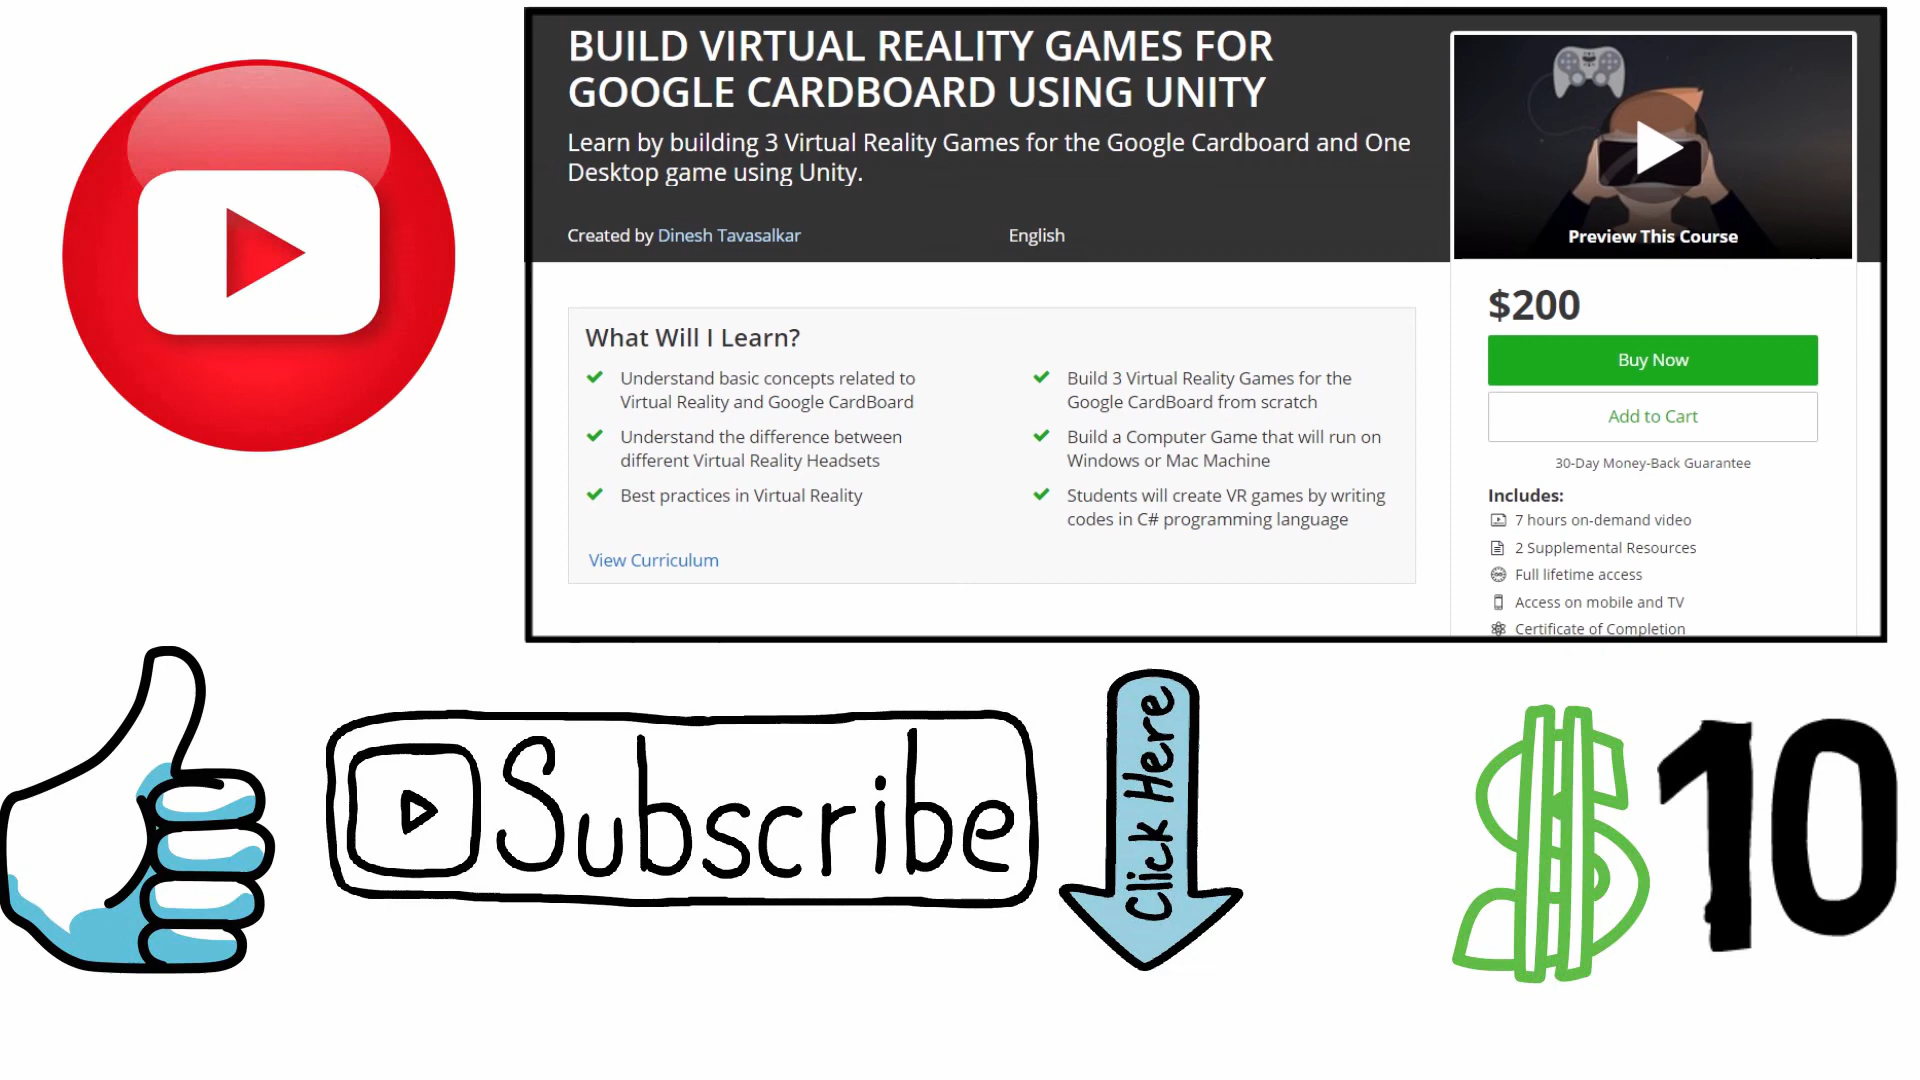 BUILD VIRTUAL REALITY GAMES FOR
GOOGLE CARDBOARD USING UNITY
Learn by building 3 Virtual Reality Games for the Google Cardboard and One
Desktop game using Unity.
Created by Dinesh Tavasalkar
English
Preview This Course
$200
Buy Now
Add to Cart
30-Day Money-Back Guarantee
Includes:
7 hours on-demand video
2 Supplemental Resources
Full lifetime access
Access on mobile and TV
Certificate of Completion
What Will I Learn?
Understand basic concepts related to
Virtual Reality and Google CardBoard
Understand the difference between
different Virtual Reality Headsets
Best practices in Virtual Reality
Build 3 Virtual Reality Games for the
Google CardBoard from scratch
Build a Computer Game that will run on
Windows or Mac Machine
Students will create VR games by writing
codes in C# programming language
View Curriculum
Subscribe
Click Here
$10